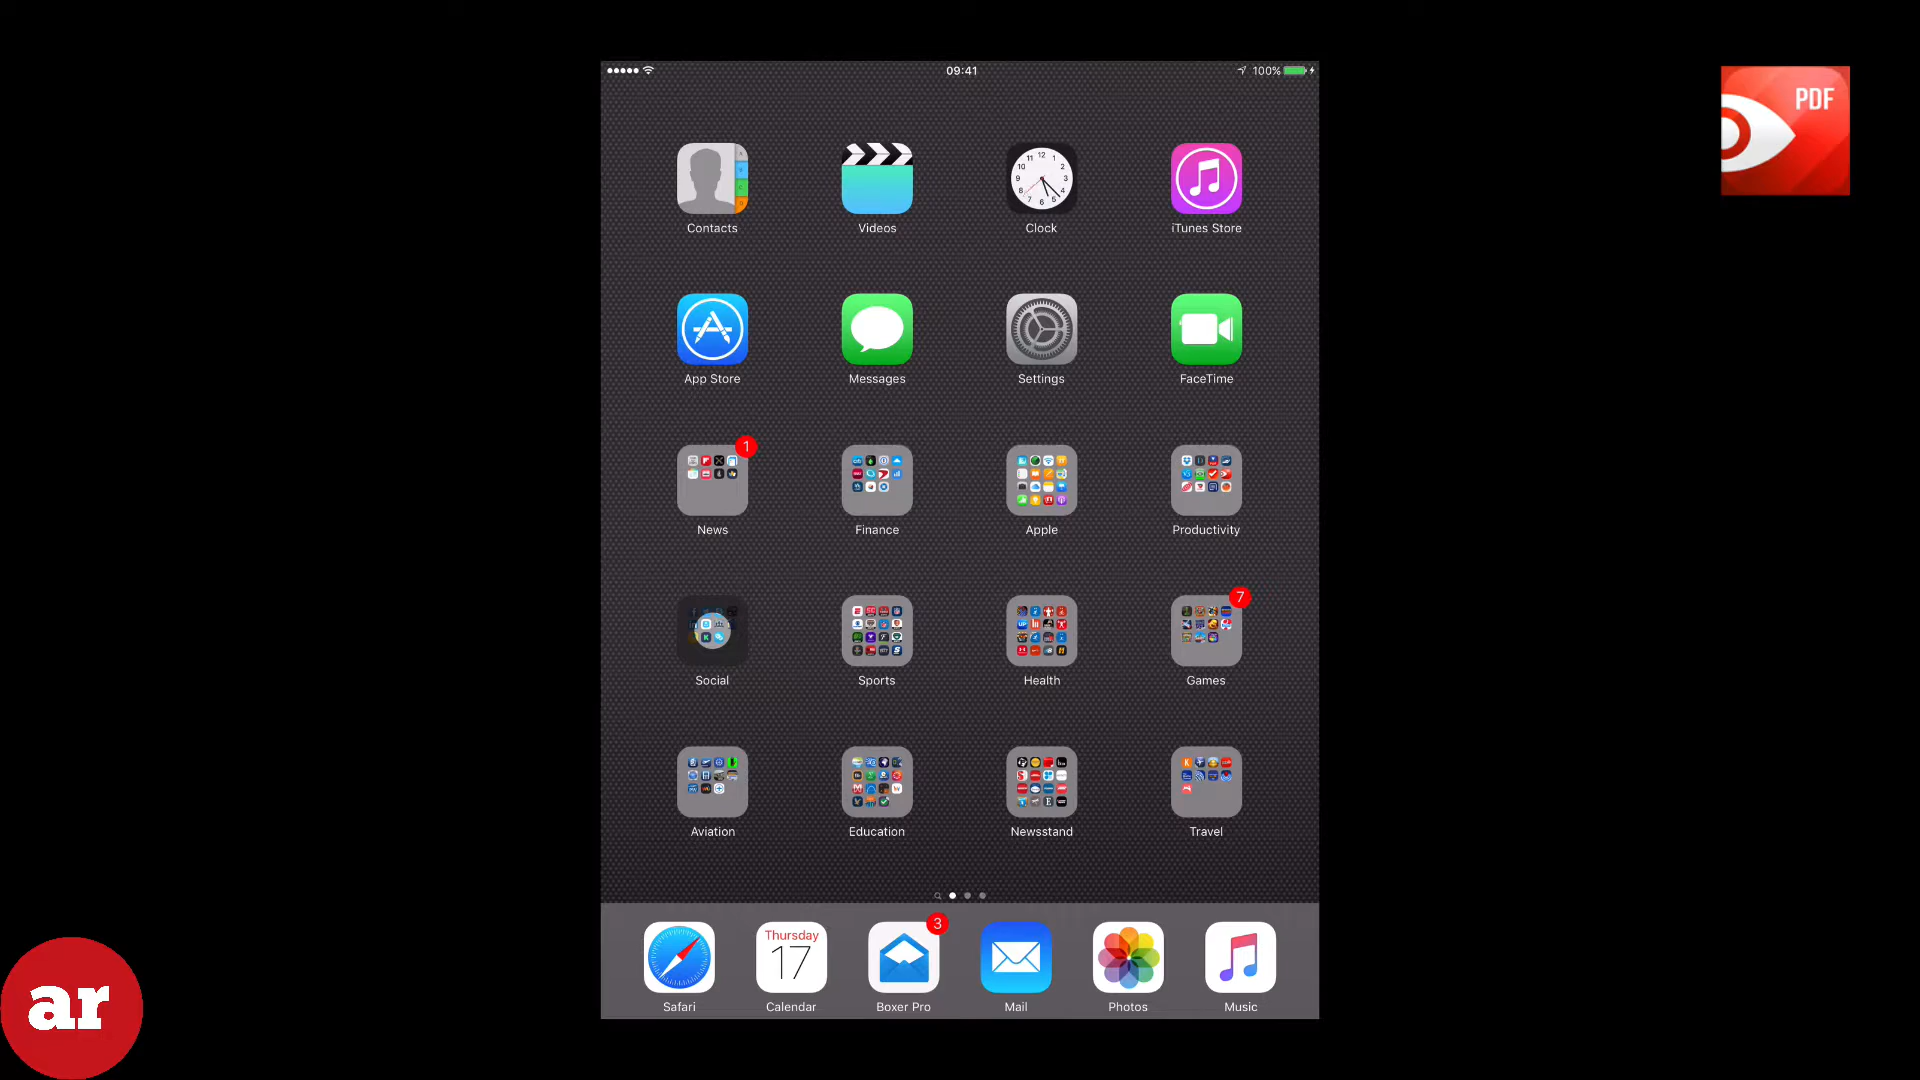 09:41
100%
PDF
Contacts
Videos
Clock
iTunes Store
App Store
Messages
Settings
FaceTime
1
News
Finance
Apple
Productivity
7
Social
Sports
Health
Games
Aviation
Education
Newsstand
Travel
3
Thursday
17
Safari
Calendar
Boxer Pro
Mail
Photos
Music
ar